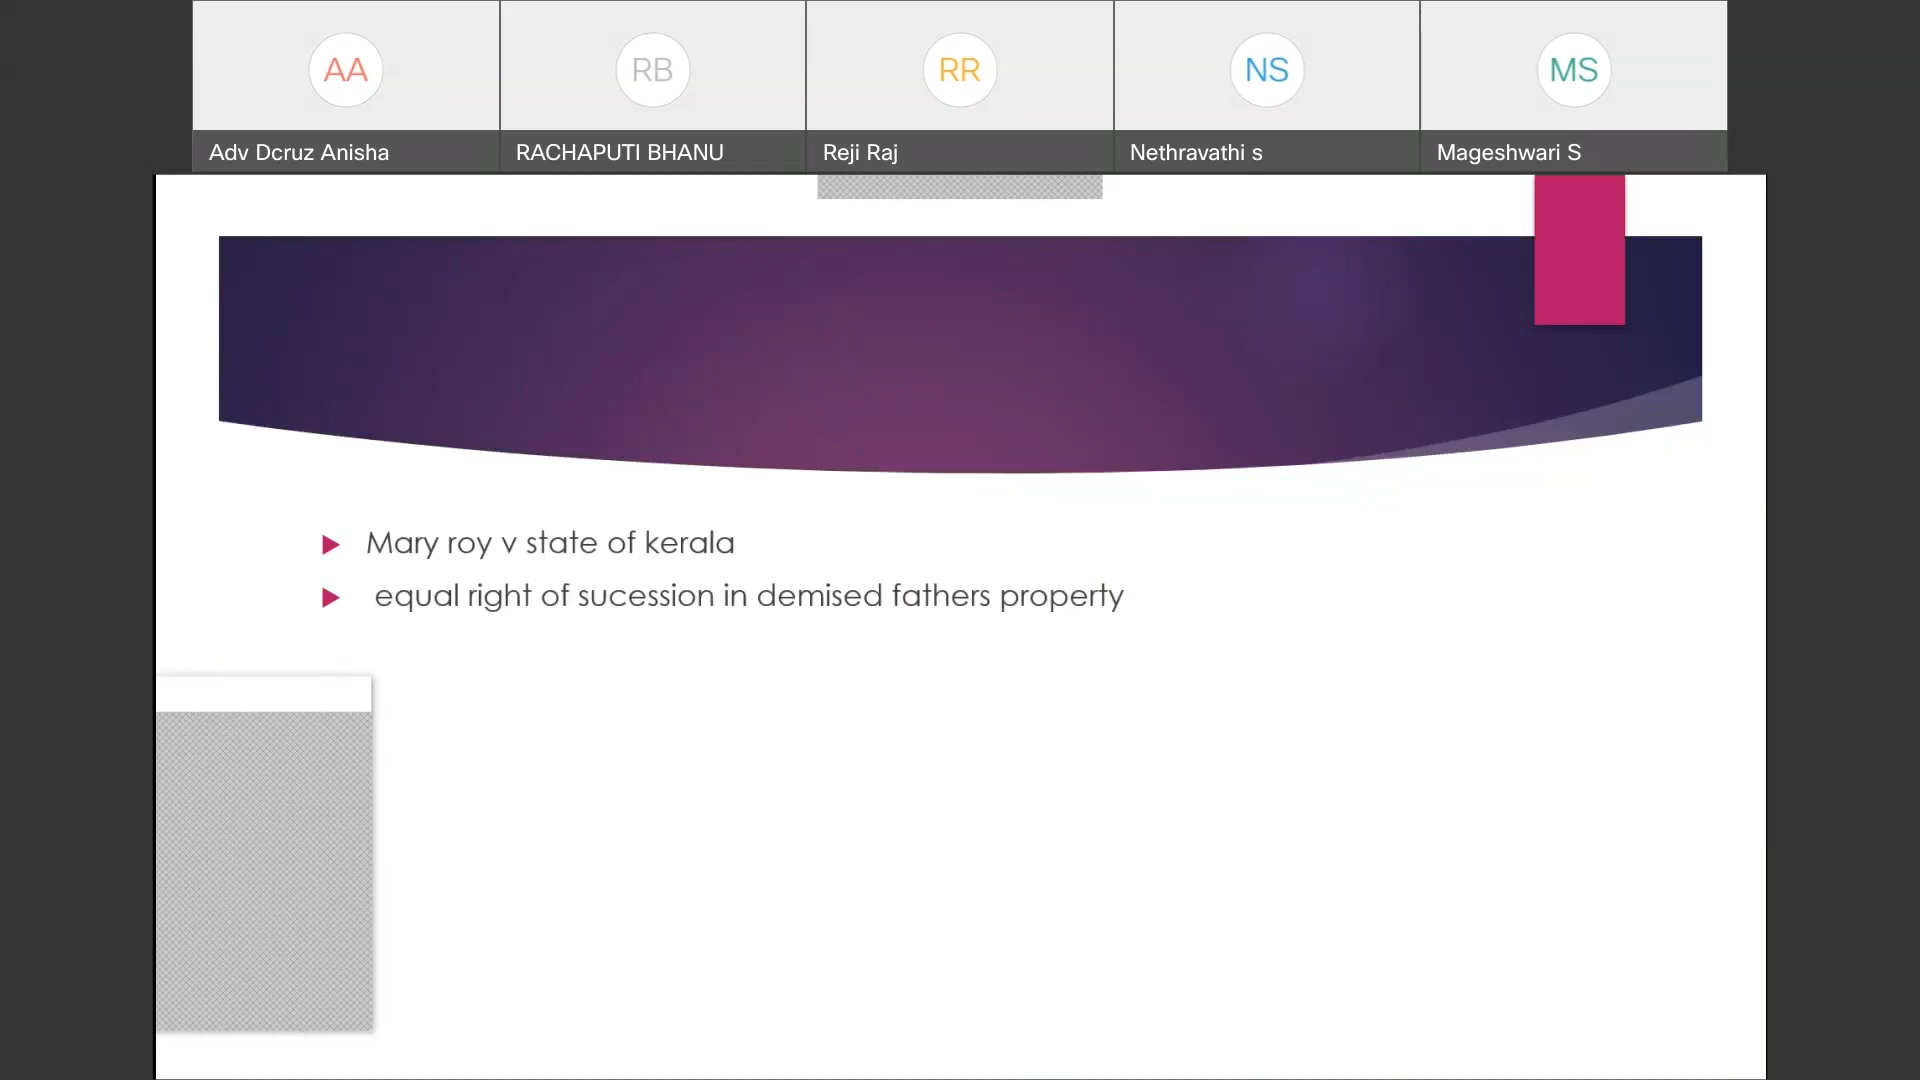 AA
RB
RR
NS
MS
Adv Dcruz Anisha
RACHAPUTI BHANU
Reji Raj
Nethravathi s
Mageshwari S
Mary roy v state of kerala
equal right of sucession in demised fathers property